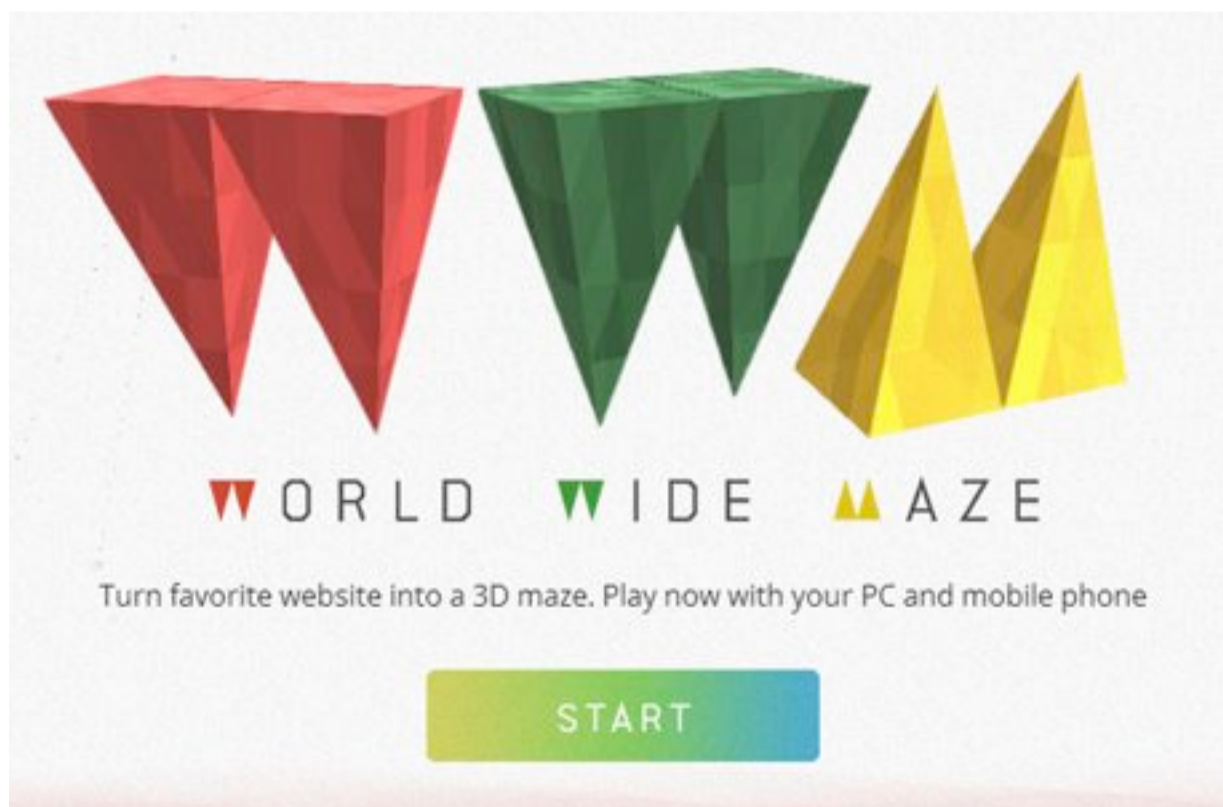 WWM
WORLD WIDE MAZE
Turn favorite website into a 3D maze. Play now with your PC and mobile phone
START